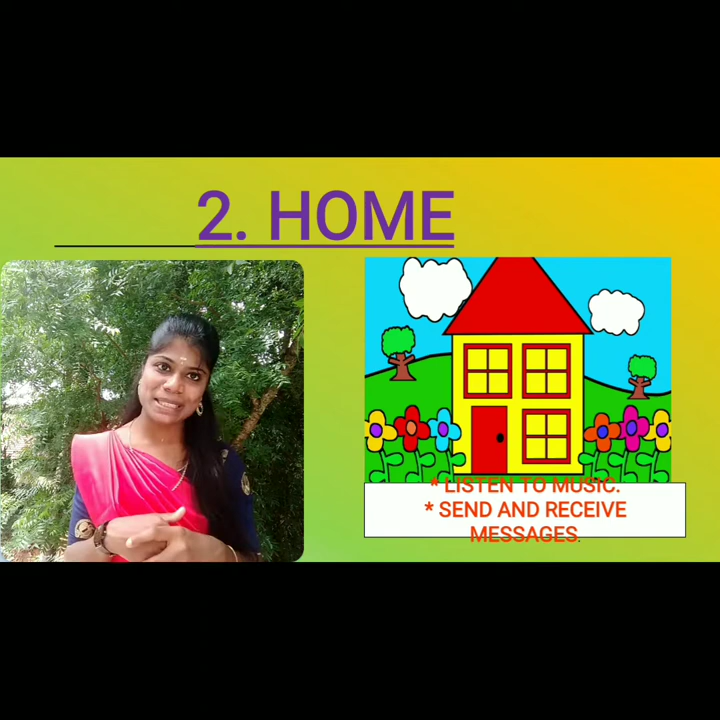 2. HOME
* LISTEN TO MUSIC.
* SEND AND RECEIVE
MESSAGES.